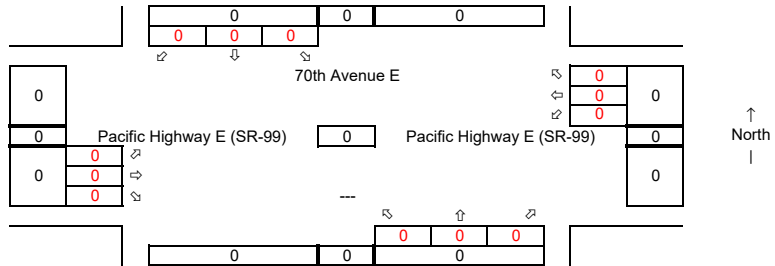 0 0 0
0 0 0
↙ ⇩ ↘
70th Avenue E
↖ 0
0 ⇦ 0 0
↙ 0
↑
0 Pacific Highway E (SR-99) 0 Pacific Highway E (SR-99) 0 North
|
0 ↗
0 0 ⇨ 0
0 ↘
---
↖ ⇧ ↗
0 0 0
0 0 0